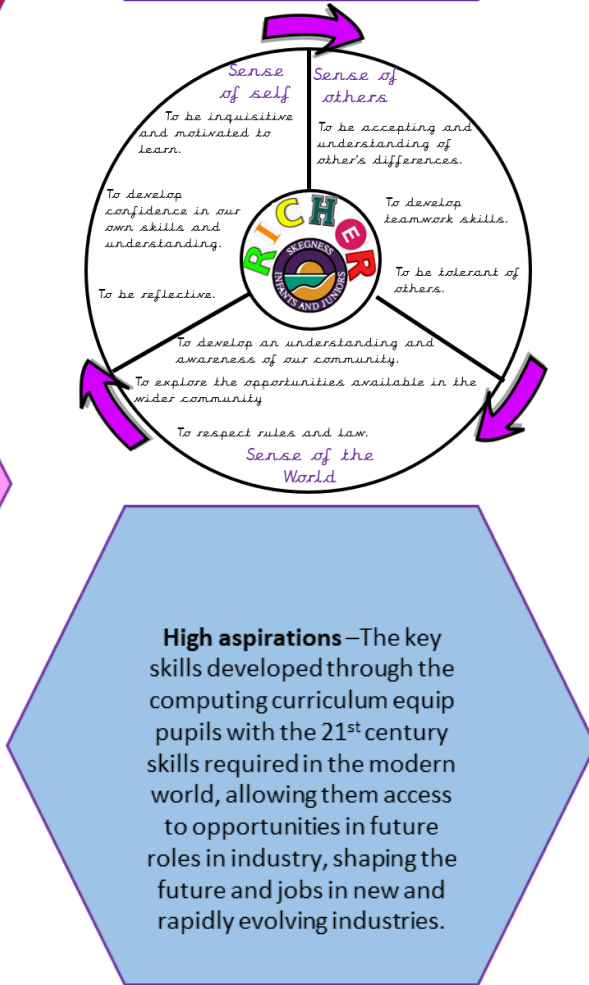 Sense
of self
To be inquisitive
and motivated to
learn.
To develop
confidence in our
own skills and
understanding.
To be reflective.
Sense of
others
To be accepting and
understanding of
other's differences.
To develop
teamwork skills.
To be tolerant of
others.
RICHER
SKEGNESS
INFANTS AND JUNIORS
To develop an understanding and
awareness of our community.
To explore the opportunities available in the
wider community
To respect rules and law.
Sense of the
World
High aspirations –The key
skills developed through the
computing curriculum equip
pupils with the 21st century
skills required in the modern
world, allowing them access
to opportunities in future
roles in industry, shaping the
future and jobs in new and
rapidly evolving industries.